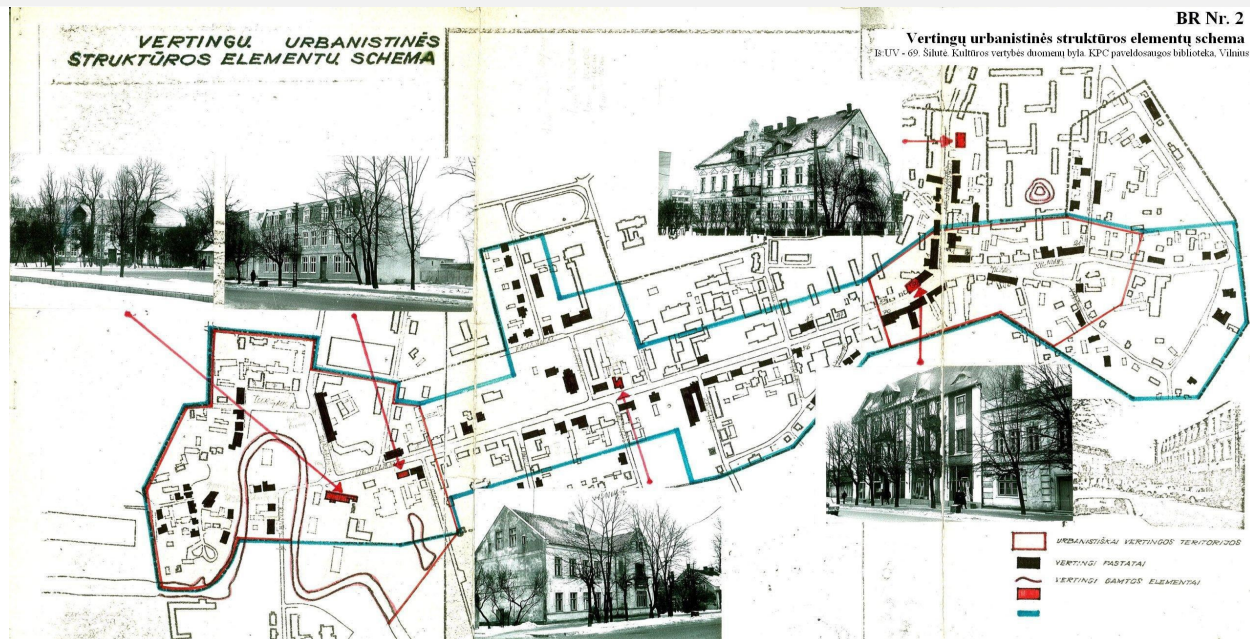 BR Nr. 2
Vertingų urbanistinės struktūros elementų schema
Iš:UV - 69. Šilutė. Kultūros vertybės duomenų byla. KPC paveldosaugos biblioteka, Vilnius
VERTINGŲ URBANISTINĖS
STRUKTŪROS ELEMENTŲ SCHEMA
URBANISTIŠKAI VERTINGOS TERITORIJOS
VERTINGI PASTATAI
VERTINGI GAMTOS ELEMENTAI